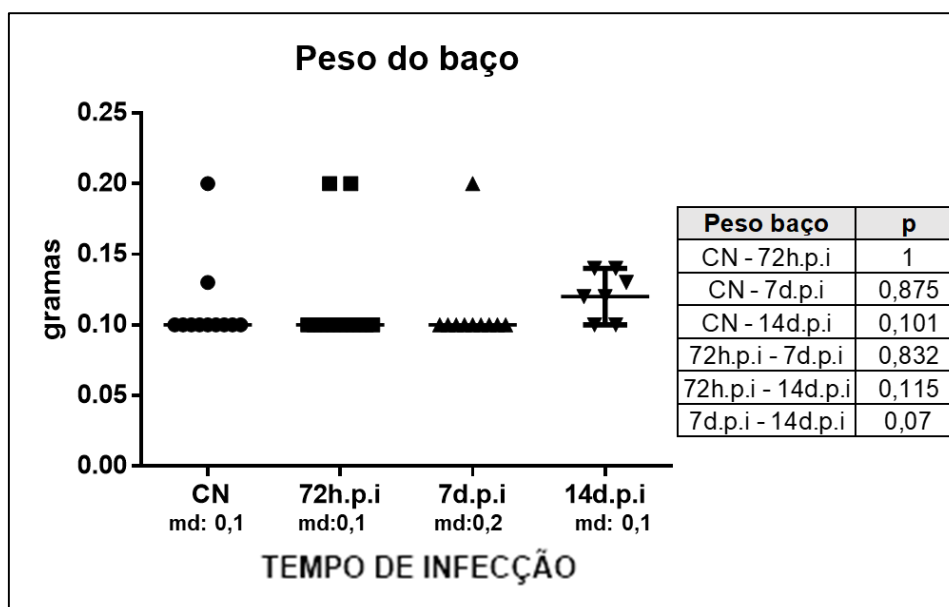 Peso do baço
gramas
0.25
0.20
0.15
0.10
0.05
0.00
CN 72h.p.i 7d.p.i 14d.p.i
md: 0,1 md:0,1 md:0,2 md: 0,1
TEMPO DE INFECÇÃO
Peso baço p
CN - 72h.p.i 1
CN - 7d.p.i 0,875
CN - 14d.p.i 0,101
72h.p.i - 7d.p.i 0,832
72h.p.i - 14d.p.i 0,115
7d.p.i - 14d.p.i 0,07